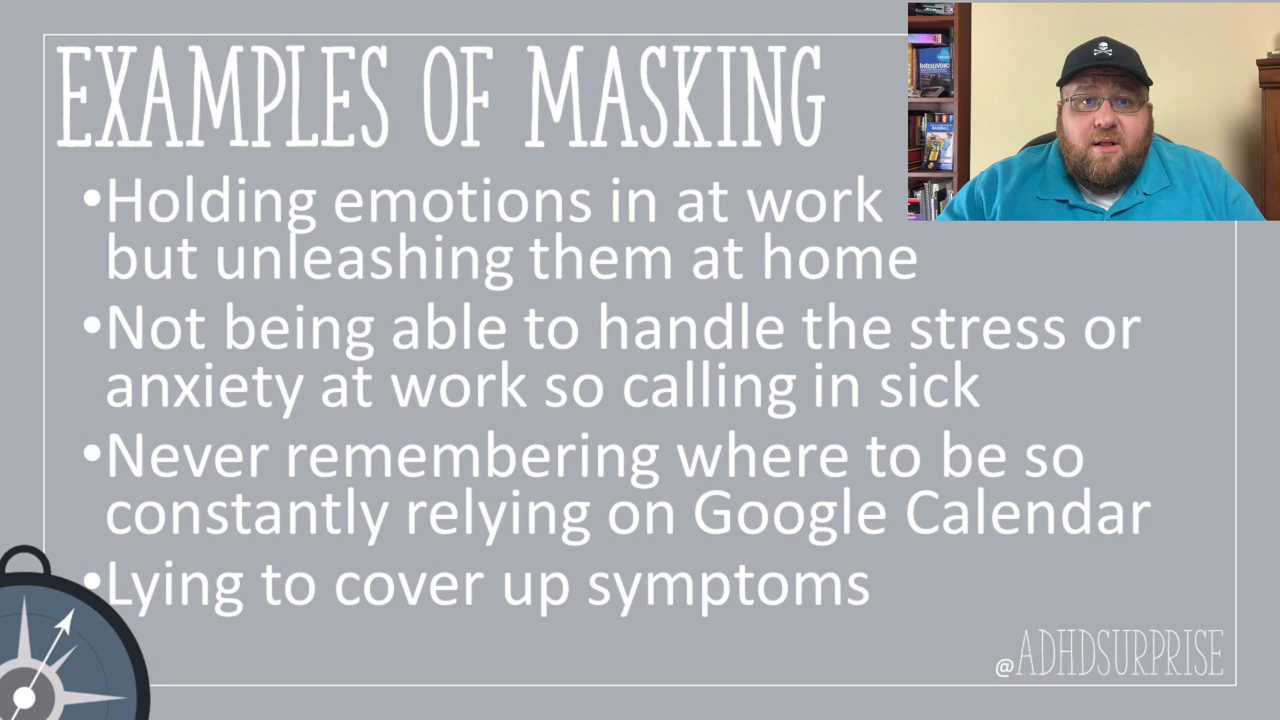 EXAMPLES OF MASKING
•Holding emotions in at work
but unleashing them at home
•Not being able to handle the stress or
anxiety at work so calling in sick
•Never remembering where to be so
constantly relying on Google Calendar
•Lying to cover up symptoms
@ADHDSURPRISE
INTELLIVISION
BASEBALL